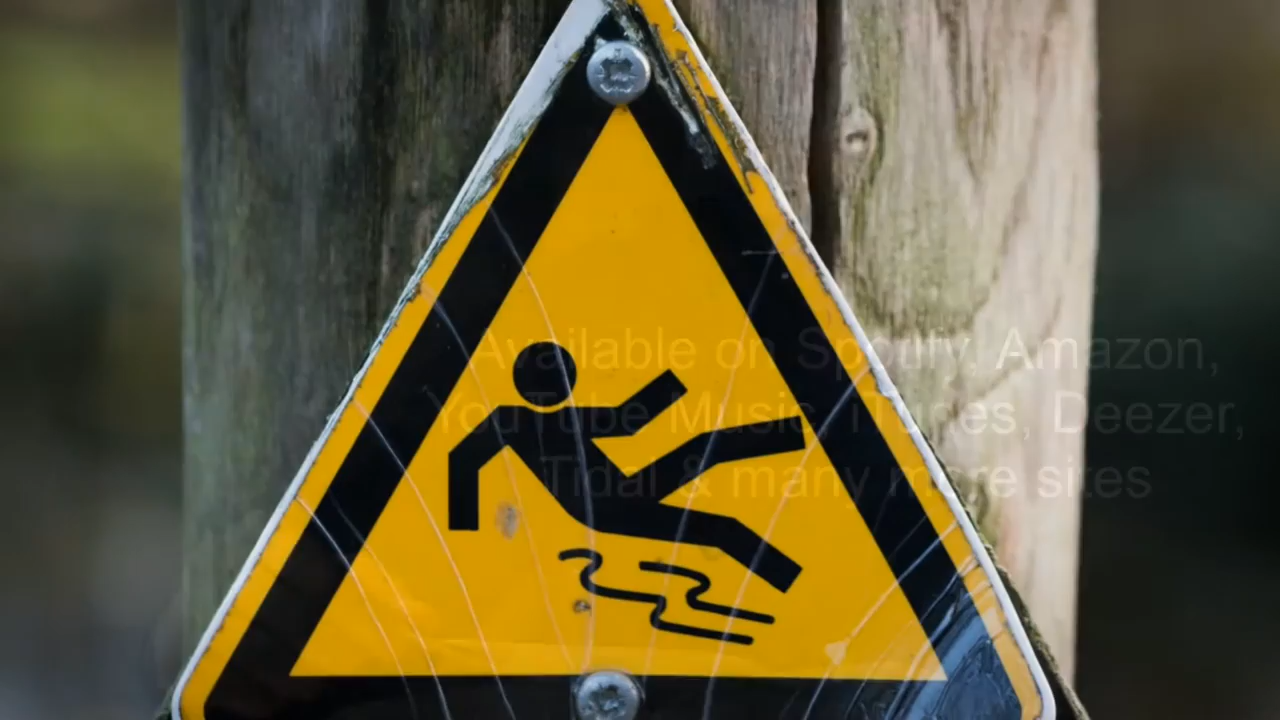 Available on Spotify, Amazon,
YouTube Music, iTunes, Deezer,
Tidal & many more sites